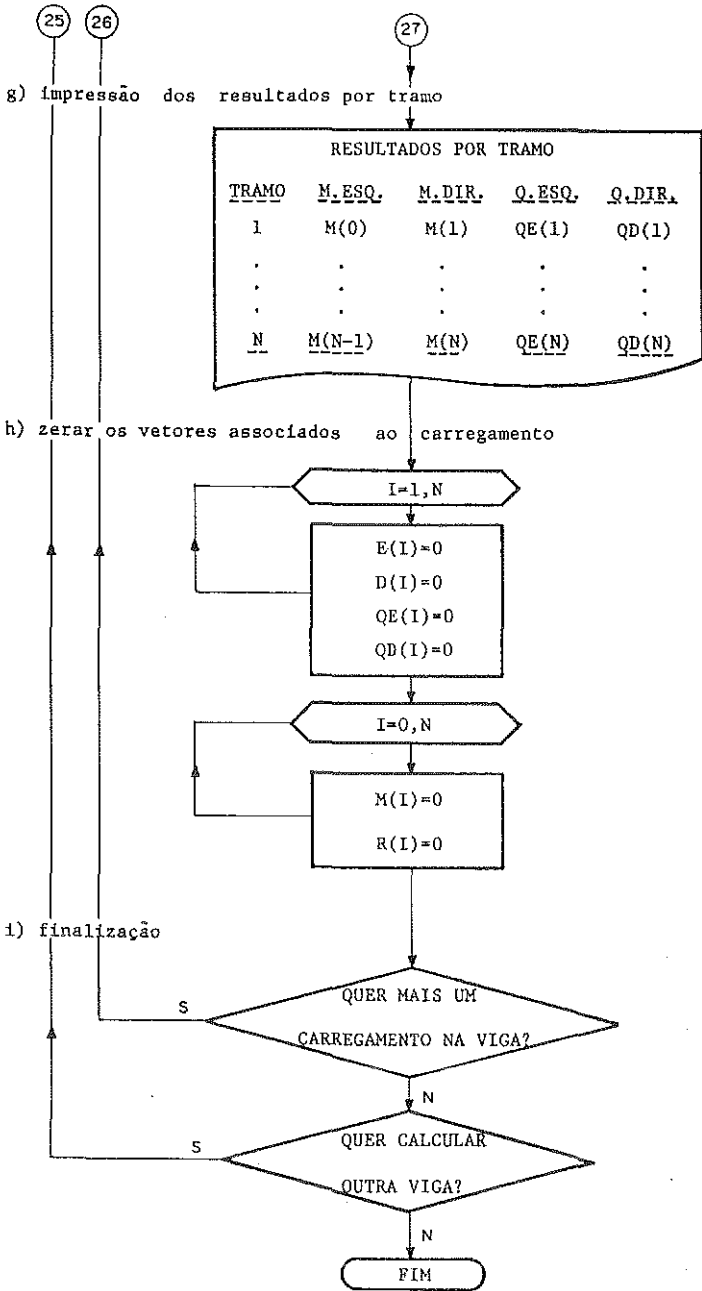 25 26 27
g) impressão dos resultados por tramo
RESULTADOS POR TRAMO
TRAMO M.ESQ. M.DIR. Q.ESQ. Q.DIR.
1 M(0) M(1) QE(1) QD(1)
. . . . .
. . . . .
. . . . .
N M(N-1) M(N) QE(N) QD(N)
h) zerar os vetores associados ao carregamento
I=1,N
E(I)=0
D(I)=0
QE(I)=0
QD(I)=0
I=0,N
M(I)=0
R(I)=0
i) finalização
QUER MAIS UM
S
CARREGAMENTO NA VIGA?
N
QUER CALCULAR
S
OUTRA VIGA?
N
FIM